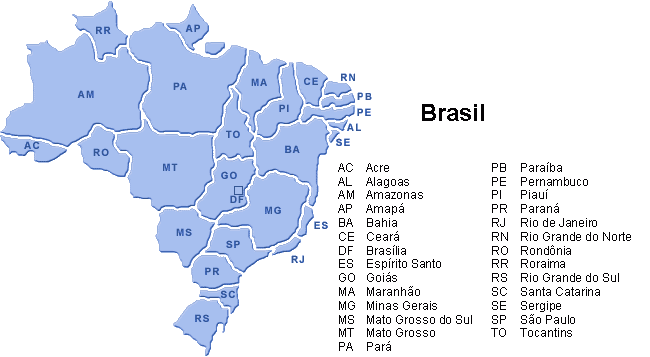 RR
AP
AM
PA
MA
CE
RN
PB
PE
AL
SE
PI
AC
RO
TO
MT
BA
GO
DF
MG
ES
MS
SP
RJ
PR
SC
RS
Brasil
AC Acre
AL Alagoas
AM Amazonas
AP Amapá
BA Bahia
CE Ceará
DF Brasília
ES Espírito Santo
GO Goiás
MA Maranhão
MG Minas Gerais
MS Mato Grosso do Sul
MT Mato Grosso
PA Pará
PB Paraíba
PE Pernambuco
PI Piauí
PR Paraná
RJ Rio de Janeiro
RN Rio Grande do Norte
RO Rondônia
RR Roraima
RS Rio Grande do Sul
SC Santa Catarina
SE Sergipe
SP São Paulo
TO Tocantins